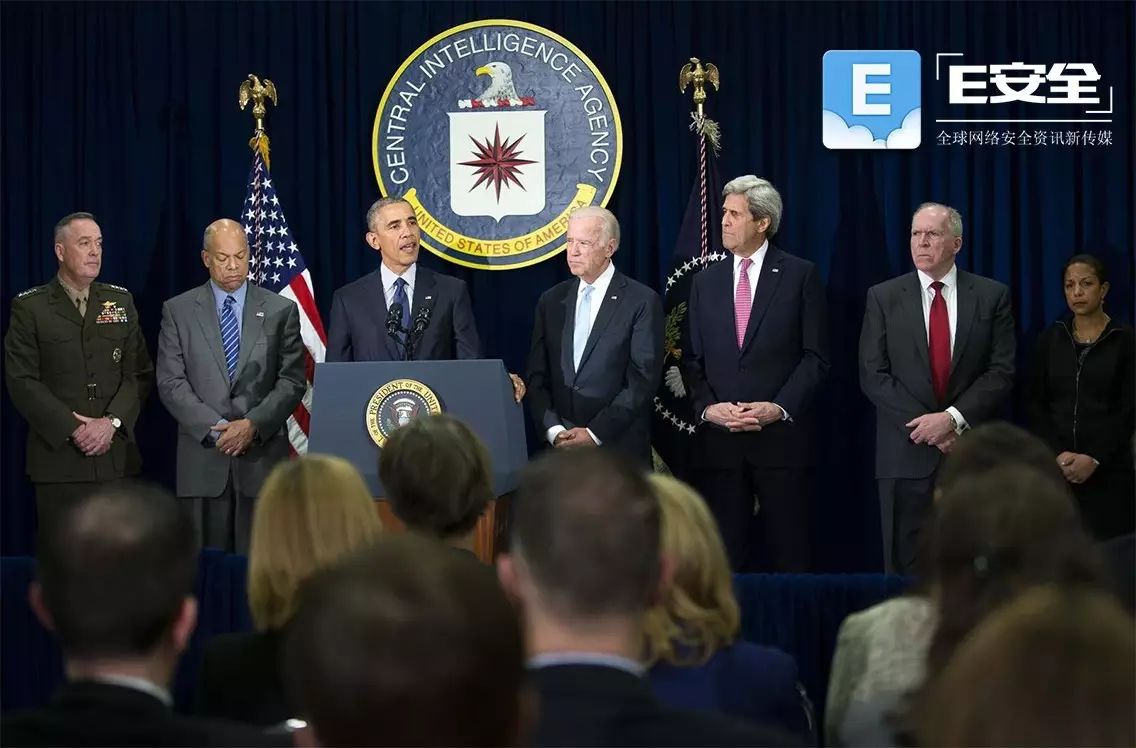 CENTRAL INTELLIGENCE AGENCY
UNITED STATES OF AMERICA
E
「E安全」
全球网络安全资讯新传媒
PRESIDENT